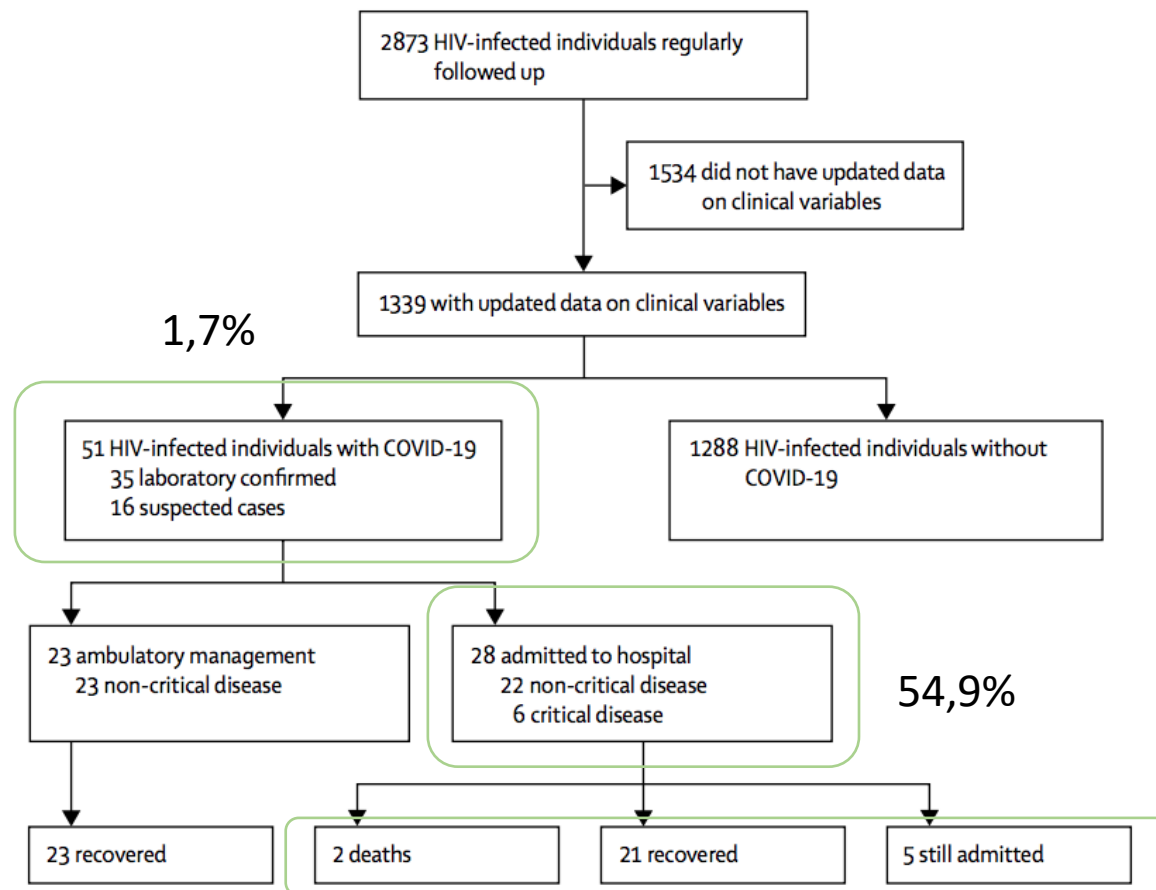 2873 HIV-infected individuals regularly
followed up
1534 did not have updated data
on clinical variables
1339 with updated data on clinical variables
1,7%
51 HIV-infected individuals with COVID-19
35 laboratory confirmed
16 suspected cases
1288 HIV-infected individuals without
COVID-19
23 ambulatory management
23 non-critical disease
28 admitted to hospital
22 non-critical disease
6 critical disease
54,9%
23 recovered
2 deaths
21 recovered
5 still admitted